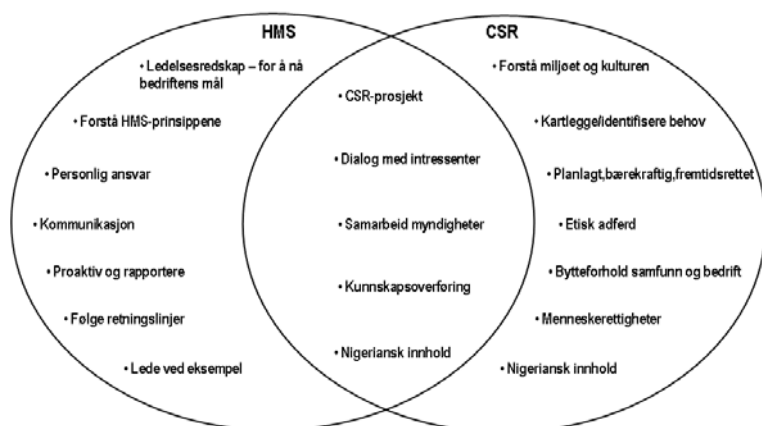 HMS
• Ledelsesredskap – for å nå
bedriftens mål
• Forstå HMS-prinsippene
• Personlig ansvar
• Kommunikasjon
• Proaktiv og rapportere
• Følge retningslinjer
• Lede ved eksempel
• CSR-prosjekt
• Dialog med intressenter
• Samarbeid myndigheter
• Kunnskapsoverføring
• Nigeriansk innhold
CSR
• Forstå miljøet og kulturen
• Kartlegge/identifisere behov
• Planlagt,bærekraftig,fremtidsrettet
• Etisk adferd
• Bytteforhold samfunn og bedrift
• Menneskerettigheter
• Nigeriansk innhold